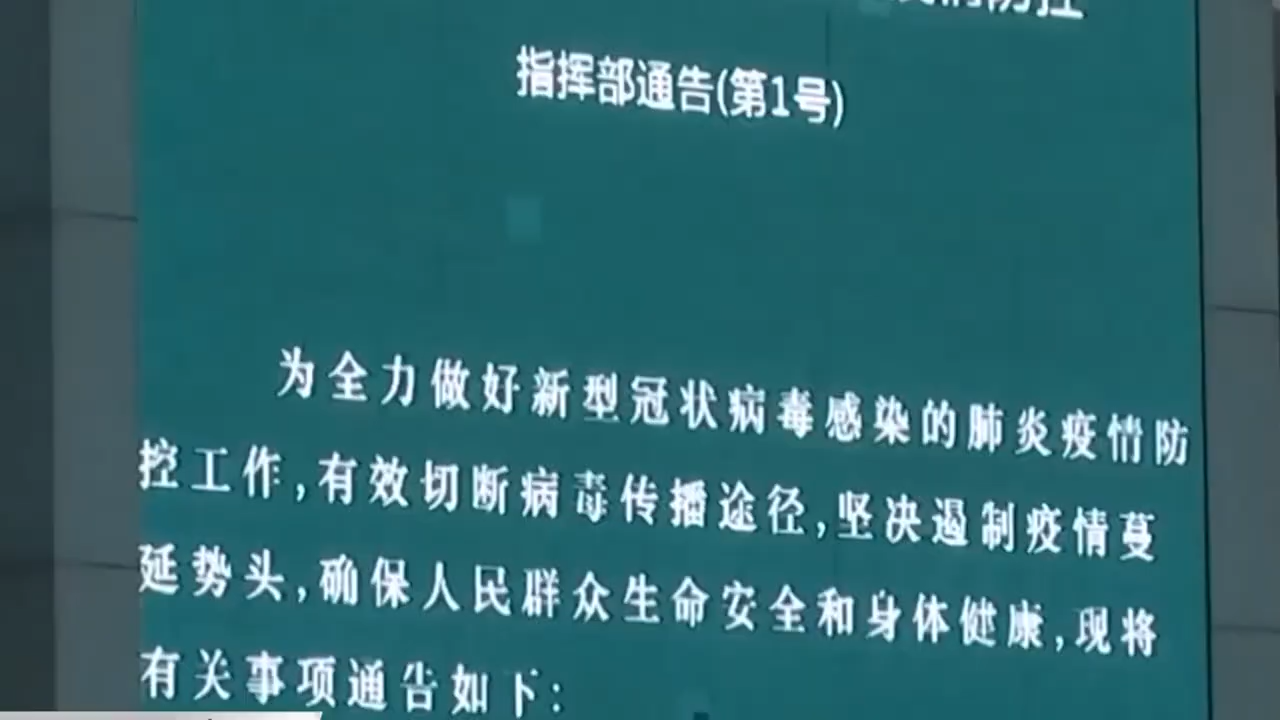 防控
指挥部通告(第1号)
为全力做好新型冠状病毒感染的肺炎疫情防
控工作,有效切断病毒传播途径,坚决遏制疫情蔓
延势头,确保人民群众生命安全和身体健康,现将
有关事项通告如下: